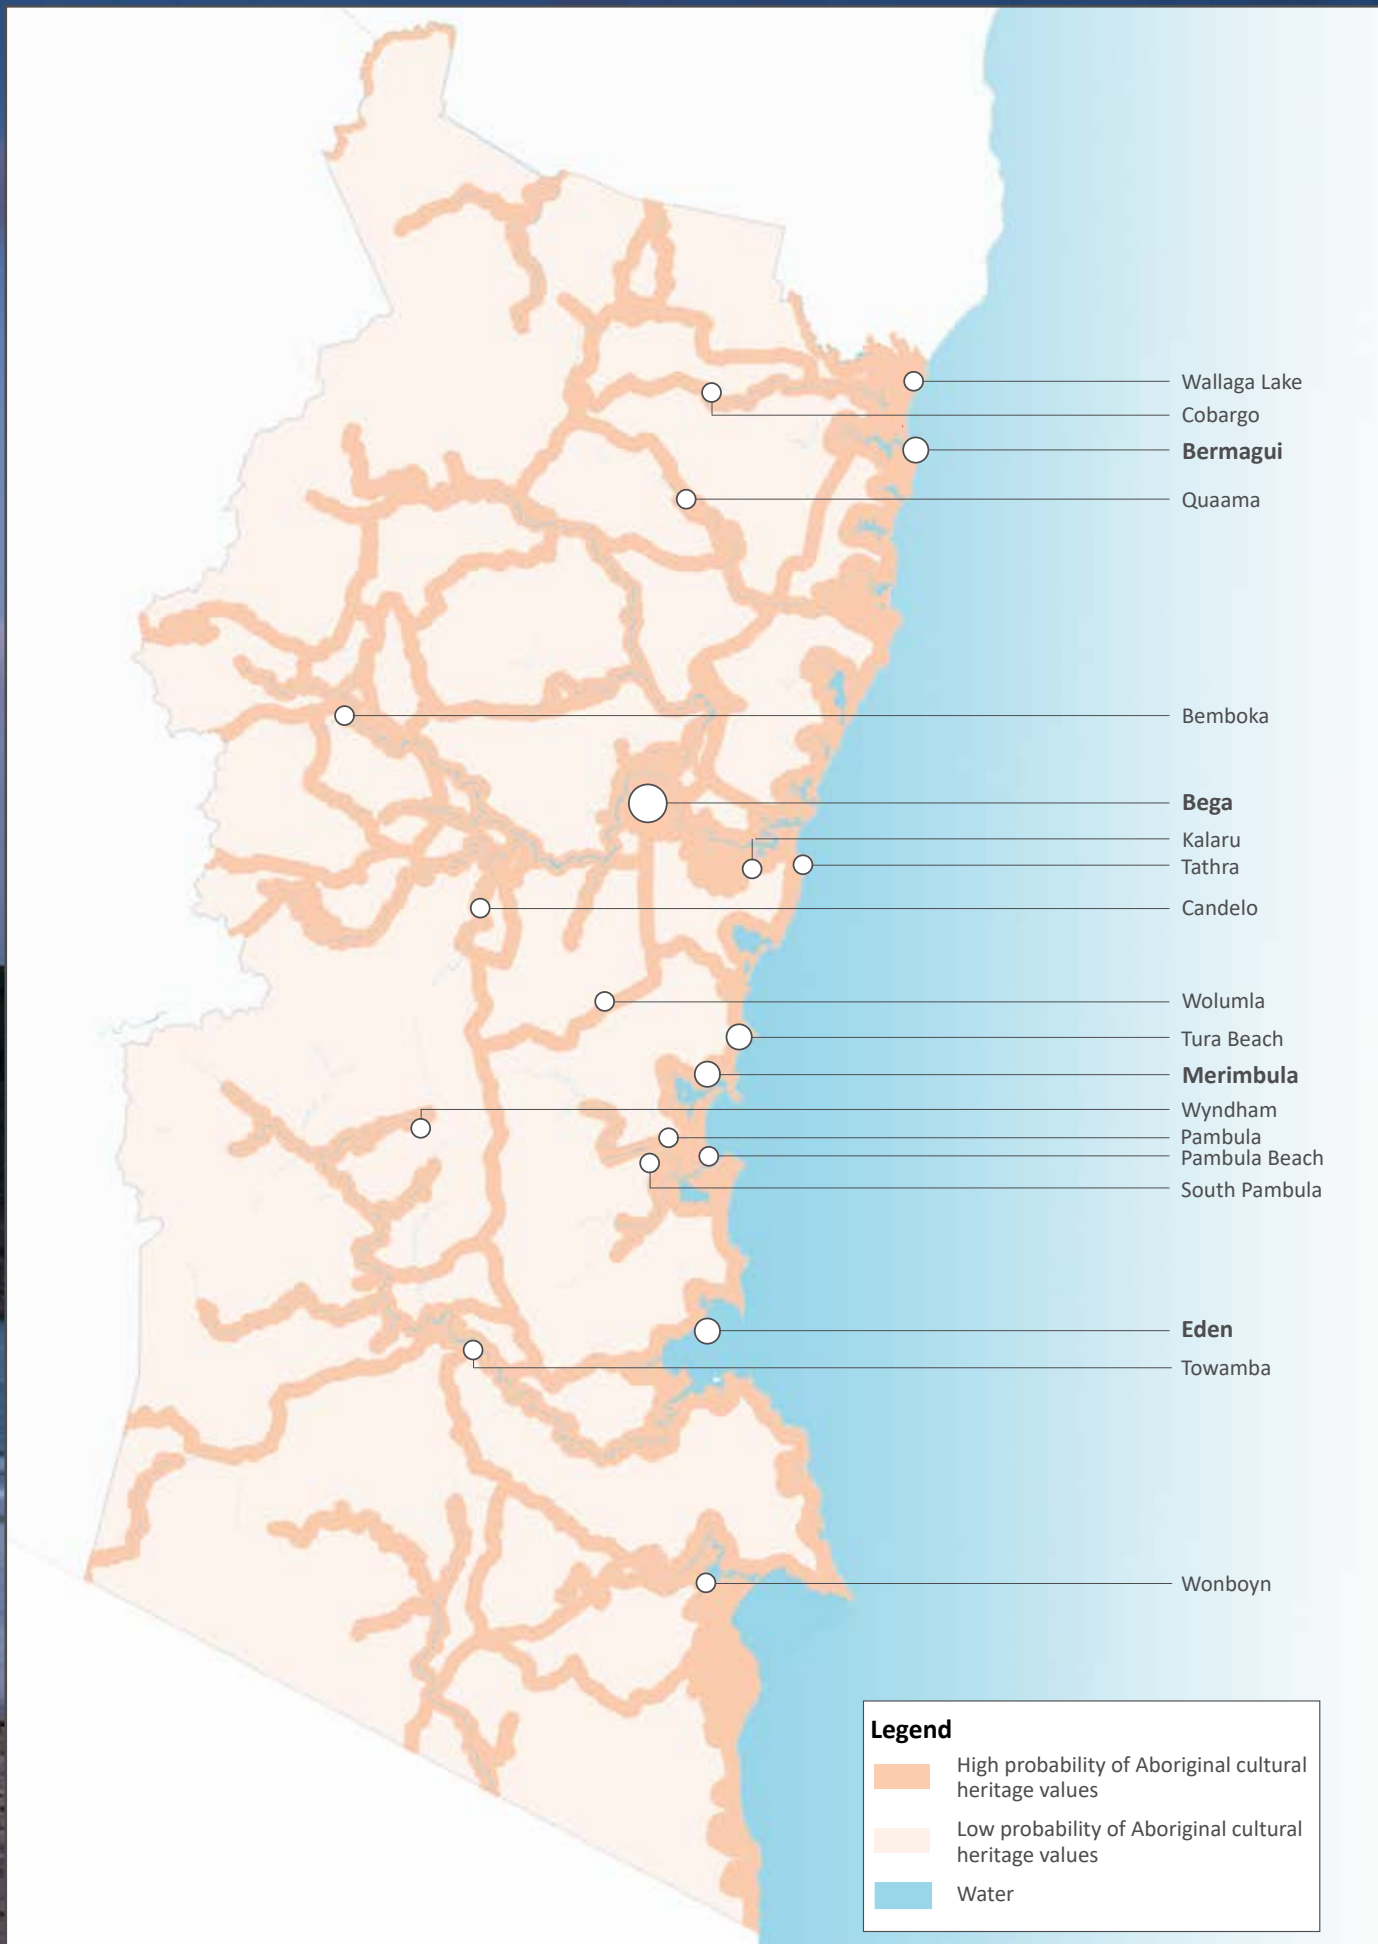 Wallaga Lake
Cobargo
Bermagui
Quaama
Bemboka
Bega
Kalaru
Tathra
Candelo
Wolumla
Tura Beach
Merimbula
Wyndham
Pambula
Pambula Beach
South Pambula
Eden
Towamba
Wonboyn
Legend
High probability of Aboriginal cultural
heritage values
Low probability of Aboriginal cultural
heritage values
Water